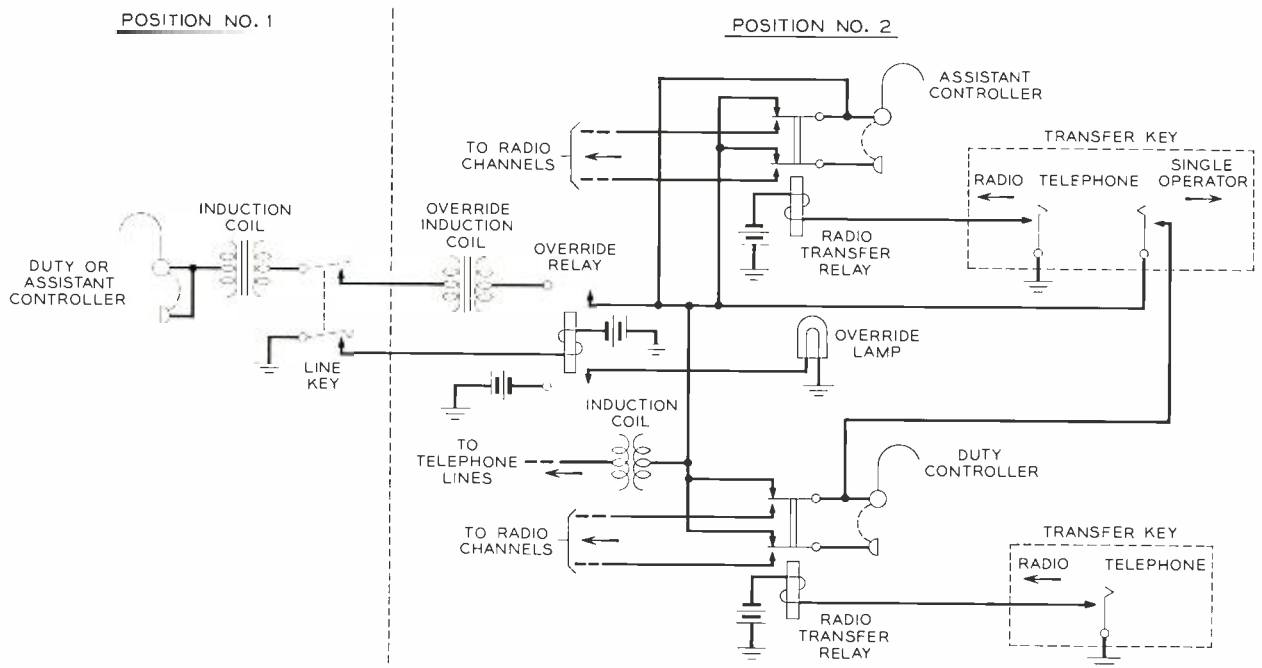 POSITION NO. 1
POSITION NO. 2
ASSISTANT
CONTROLLER
TO RADIO
CHANNELS
TRANSFER KEY
RADIO
TELEPHONE
SINGLE
OPERATOR
INDUCTION
COIL
OVERRIDE
INDUCTION
COIL
OVERRIDE
RELAY
RADIO
TRANSFER
RELAY
DUTY OR
ASSISTANT
CONTROLLER
LINE
KEY
OVERRIDE
LAMP
INDUCTION
COIL
TO
TELEPHONE
LINES
DUTY
CONTROLLER
TO RADIO
CHANNELS
TRANSFER KEY
RADIO
TELEPHONE
RADIO
TRANSFER
RELAY